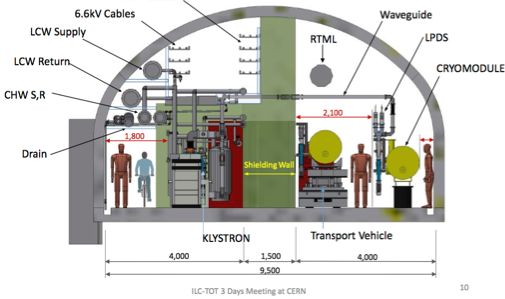 6.6kV Cables
LCW Supply
LCW Return
CHW S,R
Drain
1,800
Waveguide
RTML
LPDS
CRYOMODULE
2,100
Shielding Wall
KLYSTRON
Transport Vehicle
4,000
1,500
4,000
9,500
ILC-TOT 3 Days Meeting at CERN
10